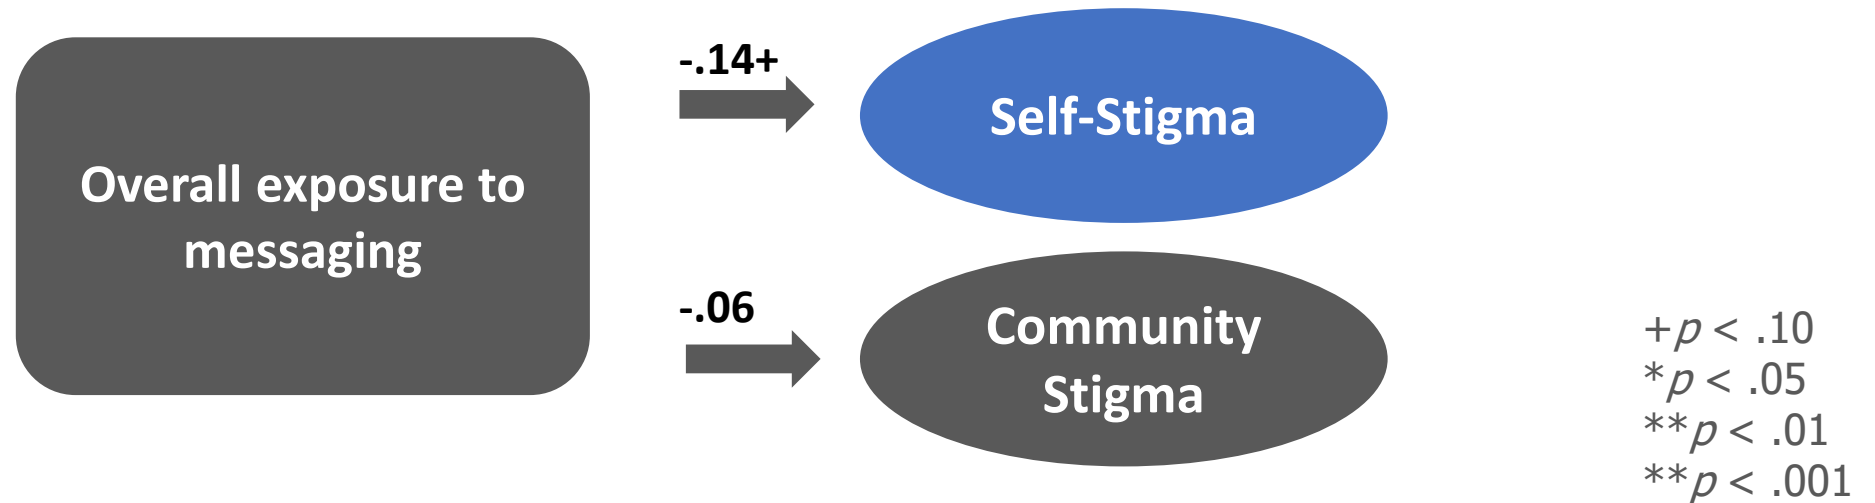 Overall exposure to
messaging
-.14+
Self-Stigma
-.06
Community
Stigma
+p < .10
*p < .05
**p < .01
**p < .001